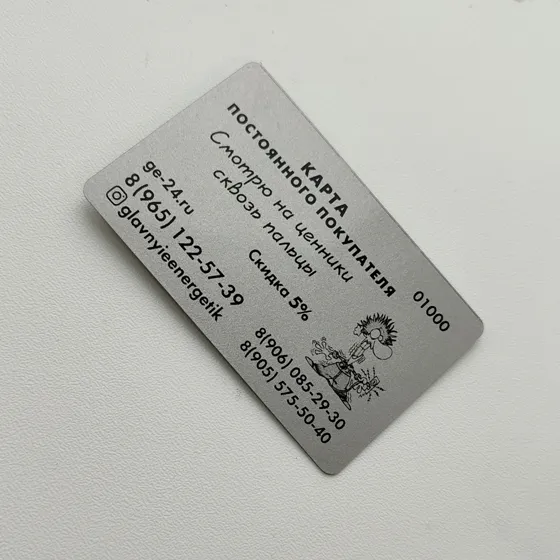 КАРТА
ПОСТОЯННОГО ПОКУПАТЕЛЯ
Смотрю на ценники
сквозь пальцы
Скидка 5%
01000
ge-24.ru
8(965) 122-57-39
glavnyieenergetik
8(906) 085-29-30
8(905) 575-50-40